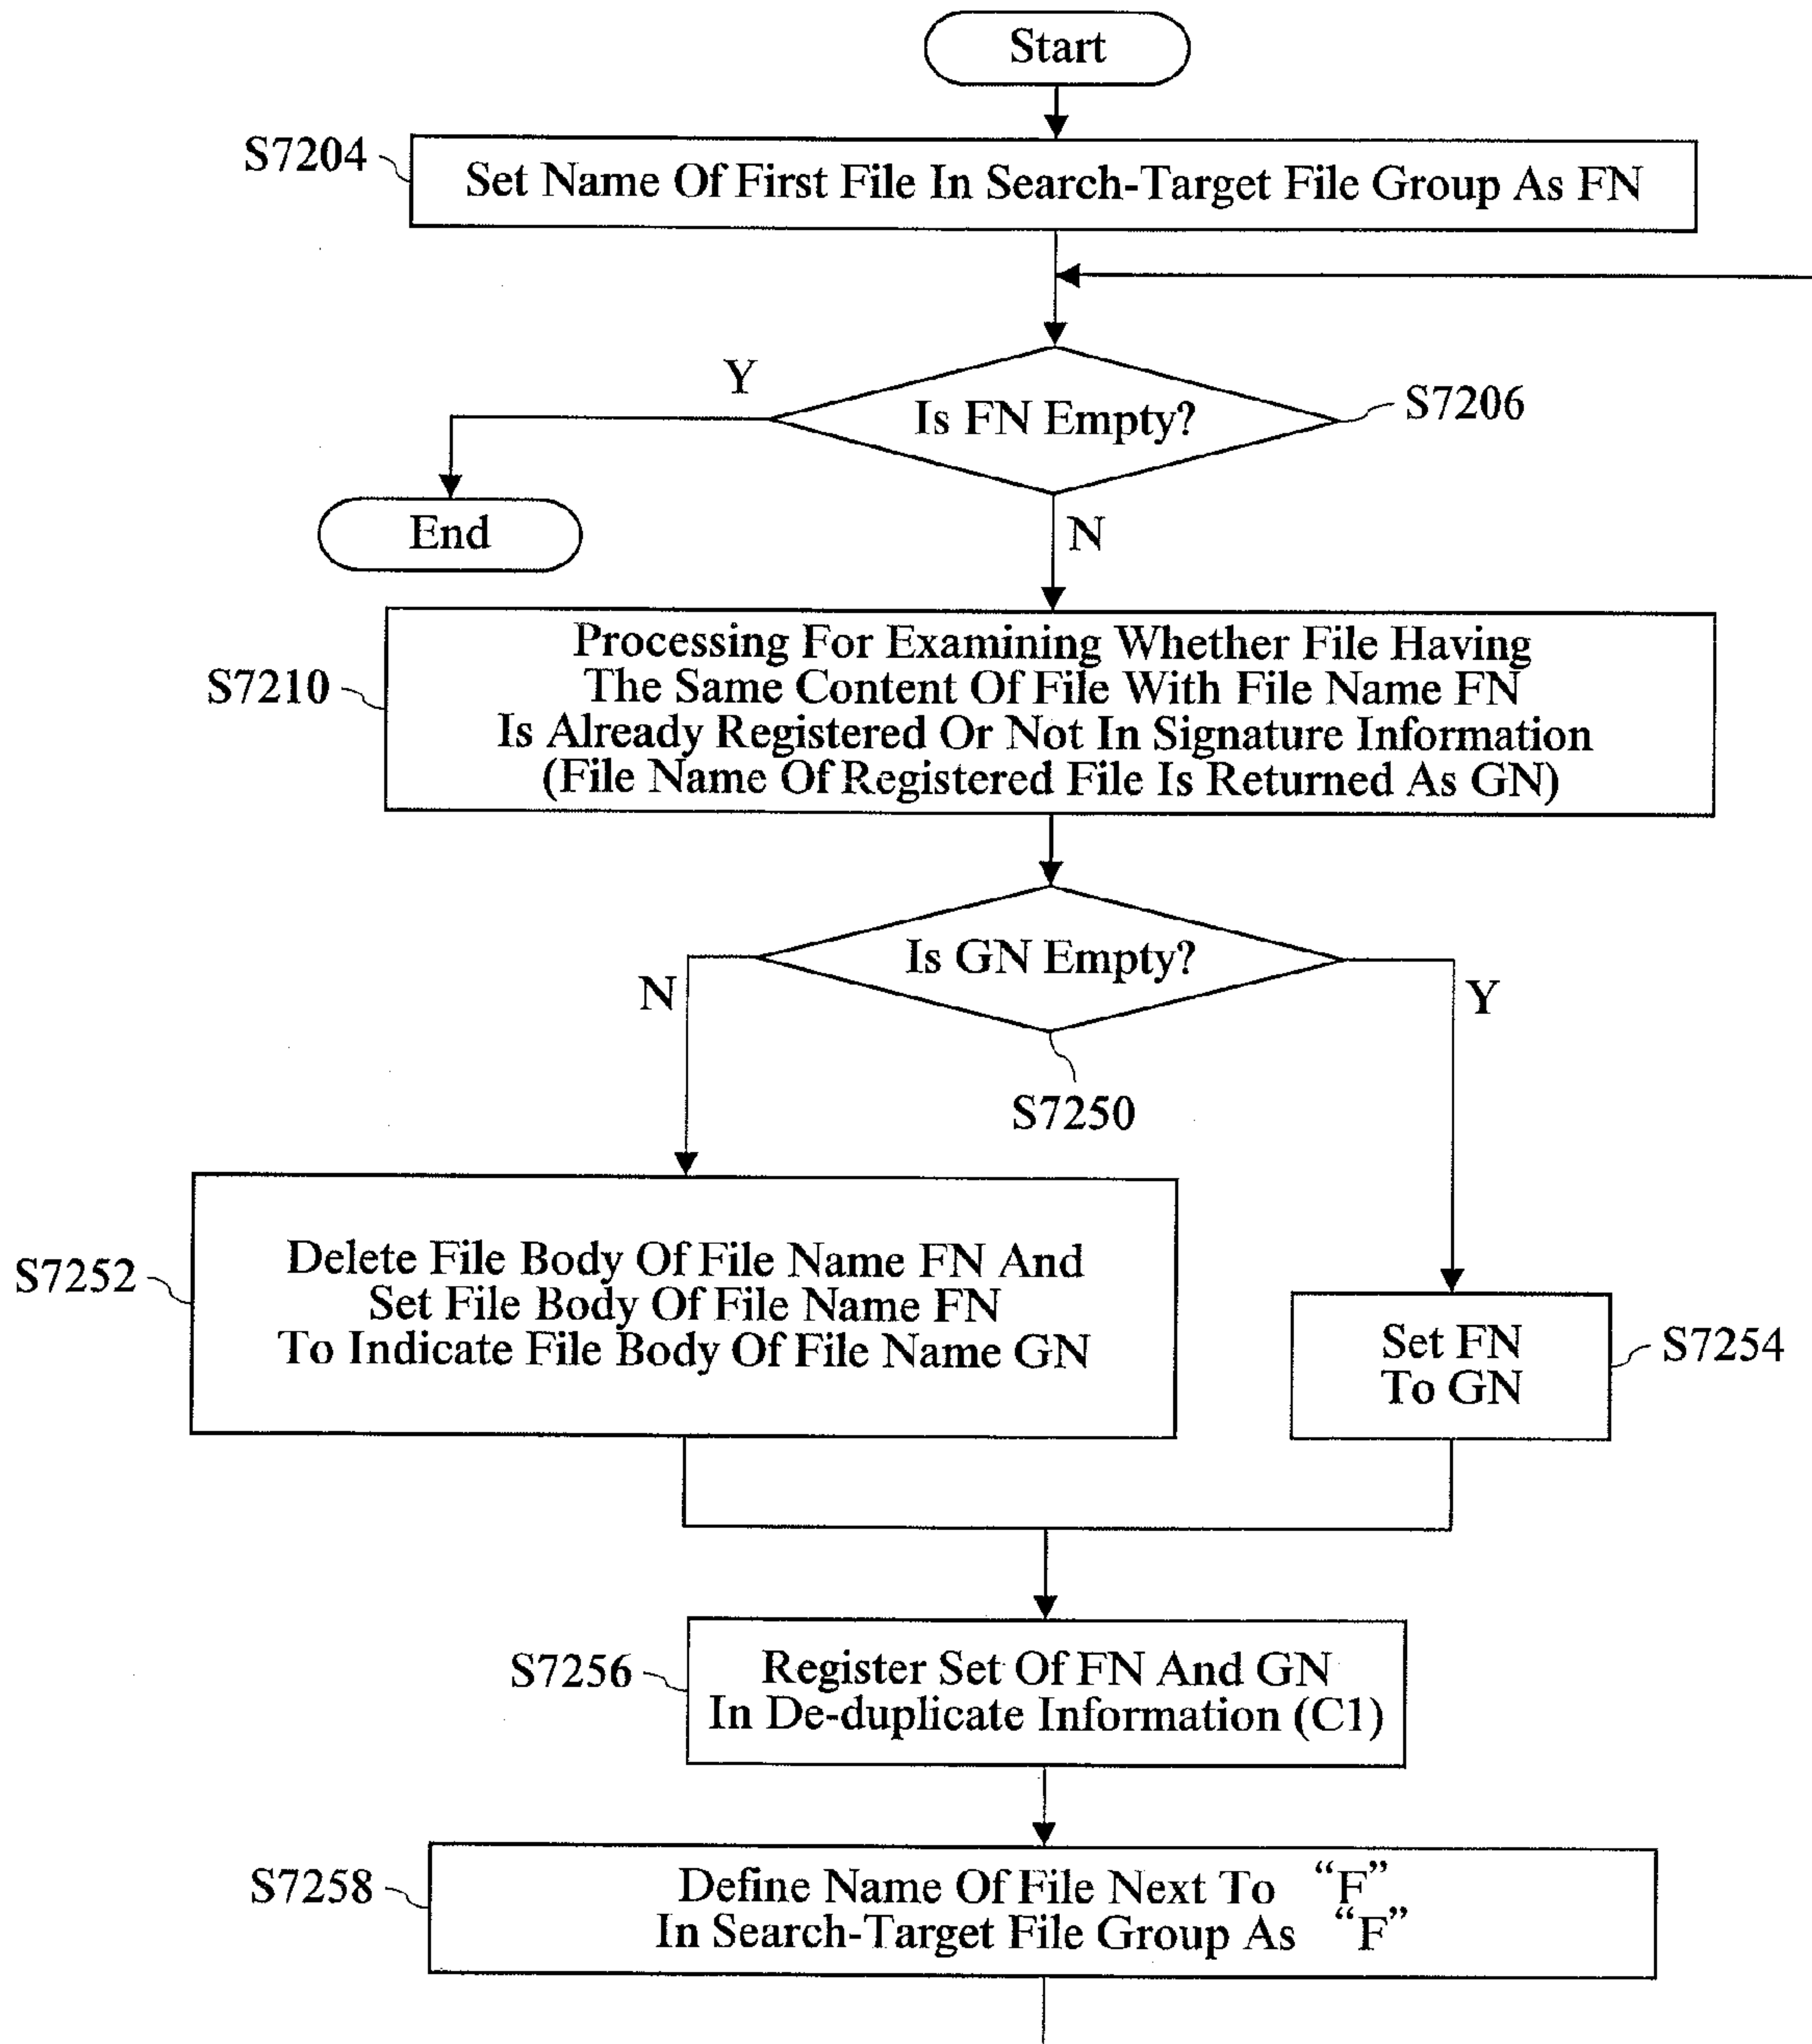 Start
S7204
Set Name Of First File In Search-Target File Group As FN
Y
Is FN Empty?
S7206
End
N
S7210
Processing For Examining Whether File Having
The Same Content Of File With File Name FN
Is Already Registered Or Not In Signature Information
(File Name Of Registered File Is Returned As GN)
Is GN Empty?
N
Y
S7250
S7252
Delete File Body Of File Name FN And
Set File Body Of File Name FN
To Indicate File Body Of File Name GN
Set FN
To GN
S7254
S7256
Register Set Of FN And GN
In De-duplicate Information (C1)
S7258
Define Name Of File Next To “F”
In Search-Target File Group As “F”